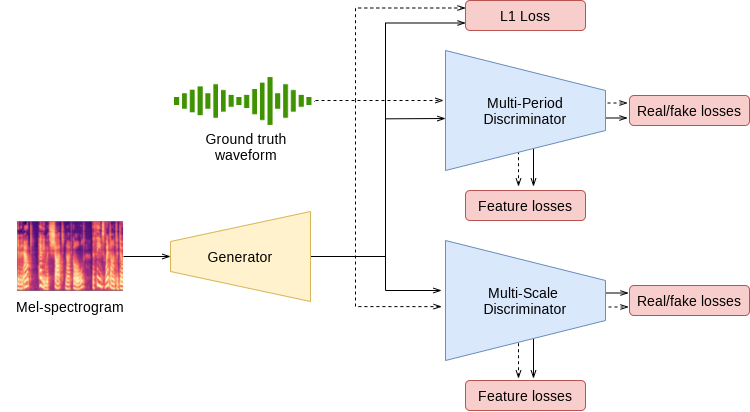 L1 Loss
Multi-Period
Discriminator
Real/fake losses
Ground truth
waveform
Feature losses
Generator
Mel-spectrogram
Multi-Scale
Discriminator
Real/fake losses
Feature losses